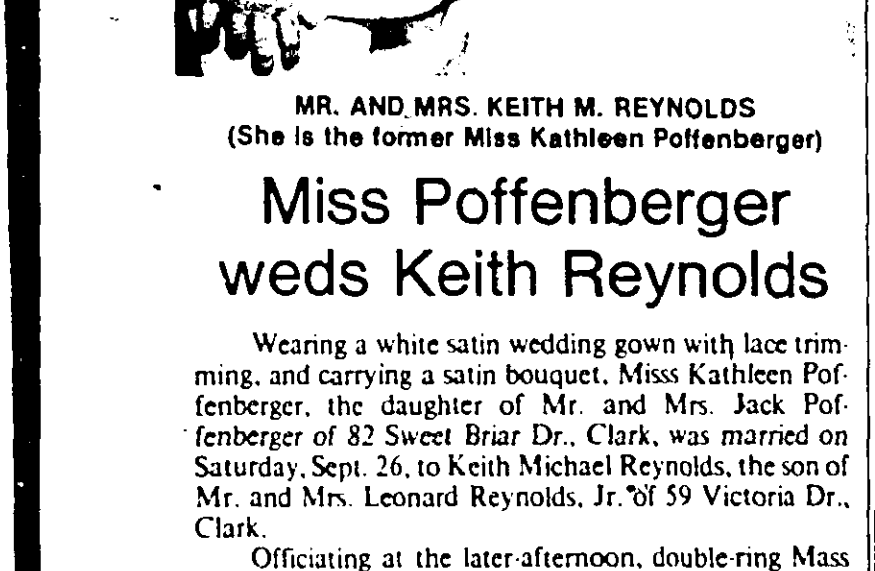 MR. AND MRS. KEITH M. REYNOLDS
(She is the former Miss Kathleen Poffenberger)
Miss Poffenberger
weds Keith Reynolds
Wearing a white satin wedding gown with lace trim-
ming, and carrying a satin bouquet, Misss Kathleen Pof-
fenberger, the daughter of Mr. and Mrs. Jack Pof-
fenberger of 82 Sweet Briar Dr., Clark, was married on
Saturday, Sept. 26, to Keith Michael Reynolds, the son of
Mr. and Mrs. Leonard Reynolds, Jr. of 59 Victoria Dr.,
Clark.
Officiating at the later-afternoon, double-ring Mass